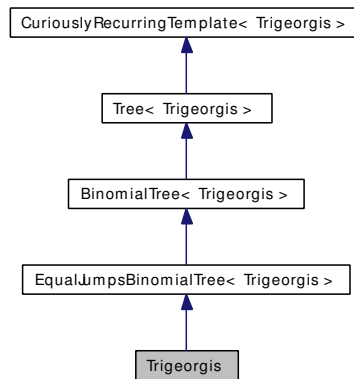 CuriouslyRecurringTemplate< Trigeorgis >
Tree< Trigeorgis >
BinomialTree< Trigeorgis >
EqualJumpsBinomialTree< Trigeorgis >
Trigeorgis